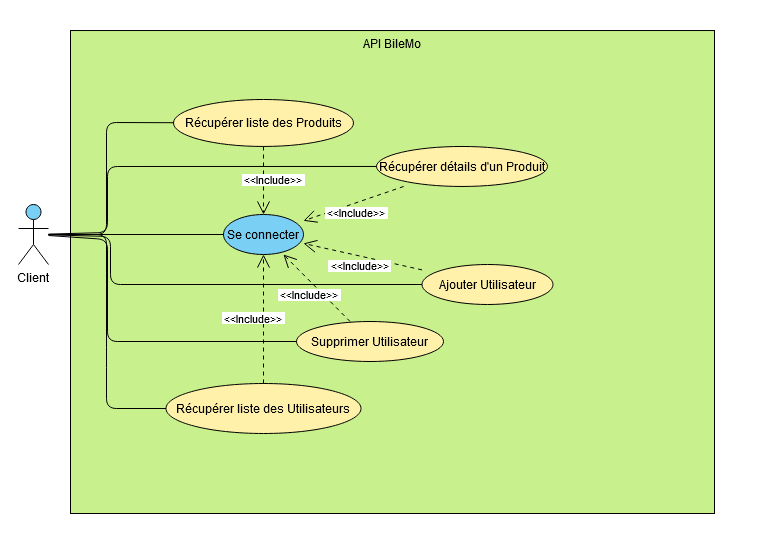 API BileMo
Récupérer liste des Produits
Récupérer détails d'un Produit
<<Include>>
<<Include>>
Se connecter
Client
<<Include>>
Ajouter Utilisateur
<<Include>>
<<Include>>
Supprimer Utilisateur
Récupérer liste des Utilisateurs